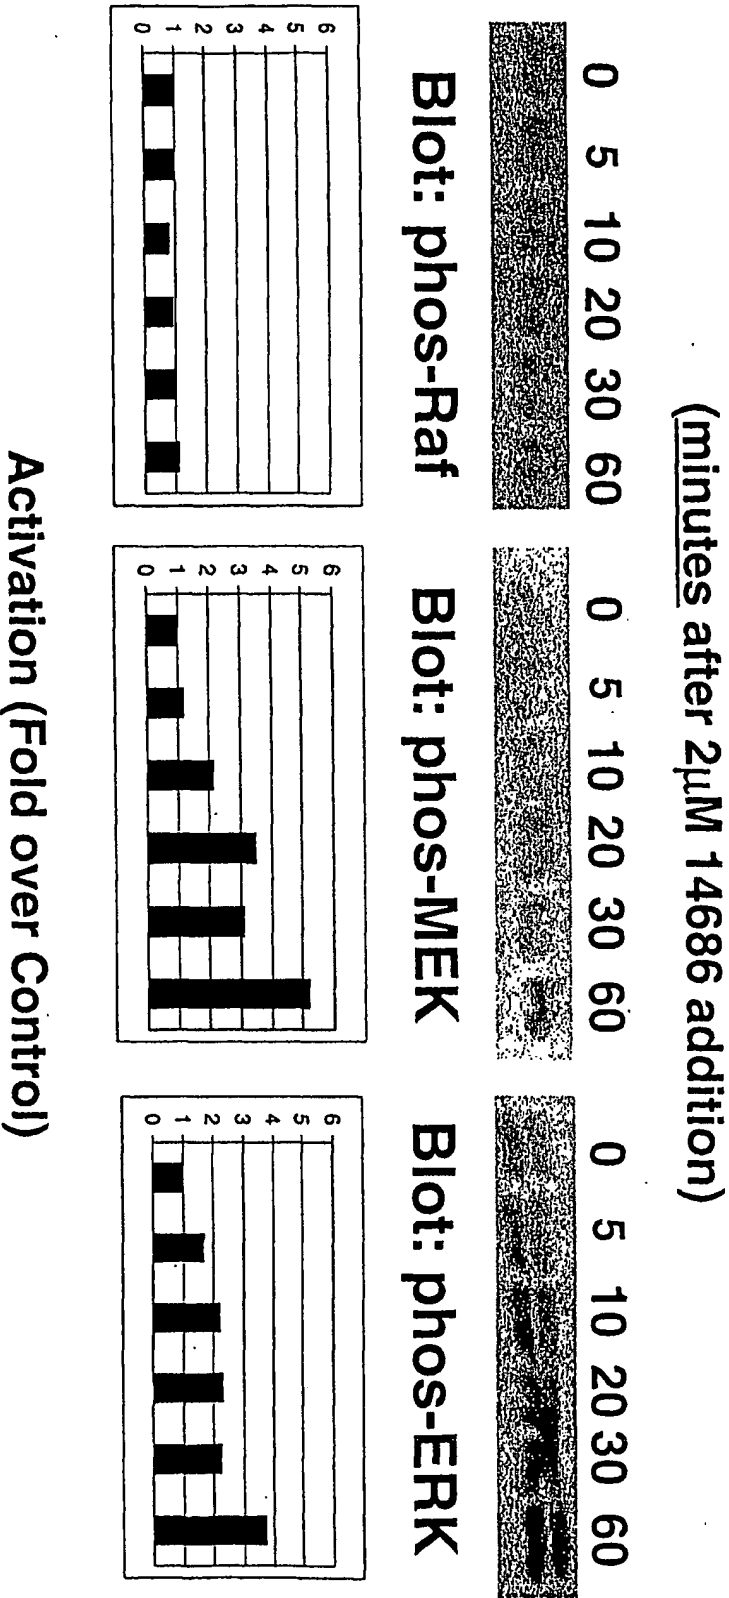 (minutes after 2µM 14686 addition)
0 5 10 20 30 60
0 5 10 20 30 60
0 5 10 20 30 60
Blot: phos-Raf
Blot: phos-MEK
Blot: phos-ERK
6
5
4
3
2
1
0
6
5
4
3
2
1
0
6
5
4
3
2
1
0
Activation (Fold over Control)